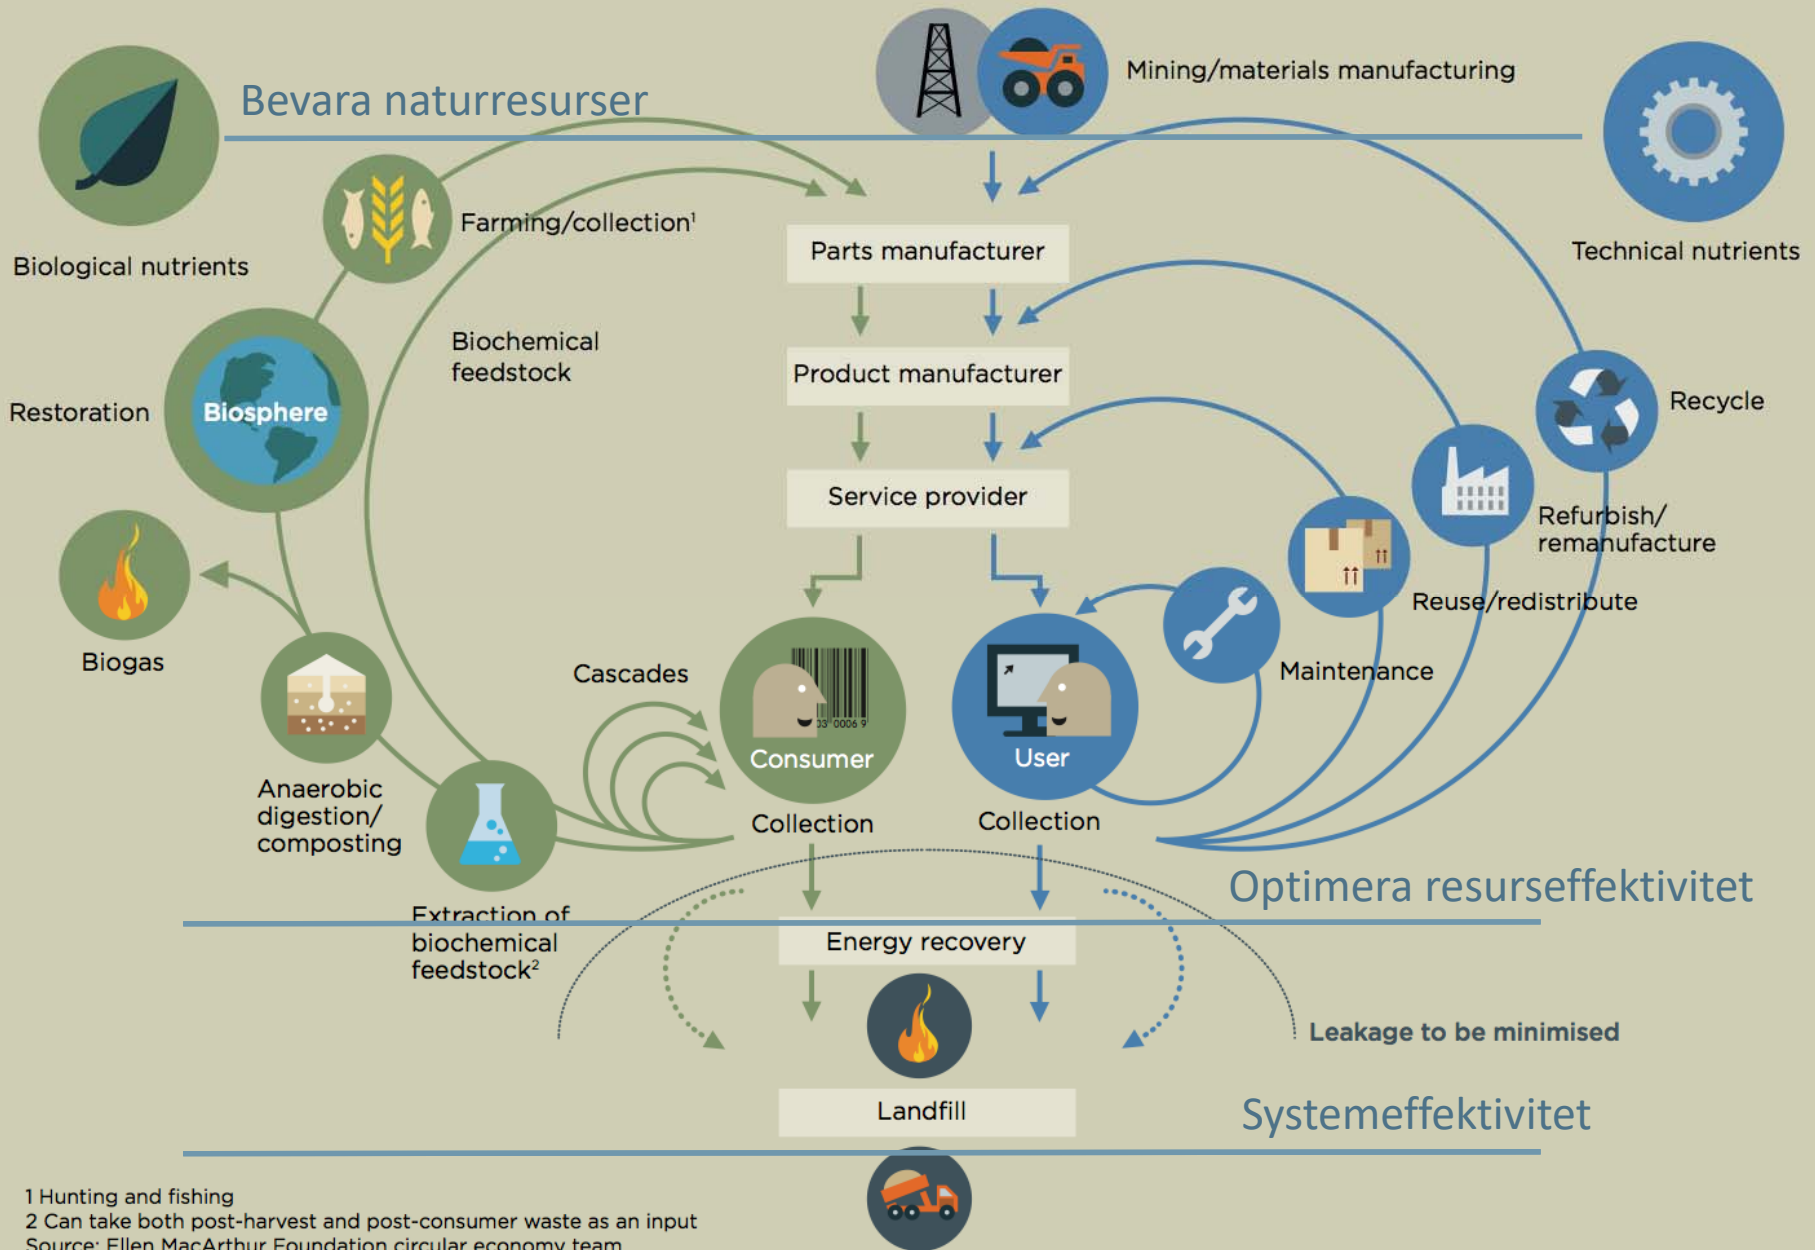 Mining/materials manufacturing
Bevara naturresurser
Farming/collection¹
Biological nutrients
Parts manufacturer
Technical nutrients
Biochemical
feedstock
Product manufacturer
Restoration
Biosphere
Recycle
Service provider
Refurbish/
remanufacture
Reuse/redistribute
Biogas
Cascades
Maintenance
03 0006 9
Consumer
User
Anaerobic
digestion/
composting
Collection
Collection
Optimera resurseffektivitet
Extraction of
biochemical
feedstock²
Energy recovery
Leakage to be minimised
Landfill
Systemeffektivitet
1 Hunting and fishing
2 Can take both post-harvest and post-consumer waste as an input
Source: Ellen MacArthur Foundation circular economy team